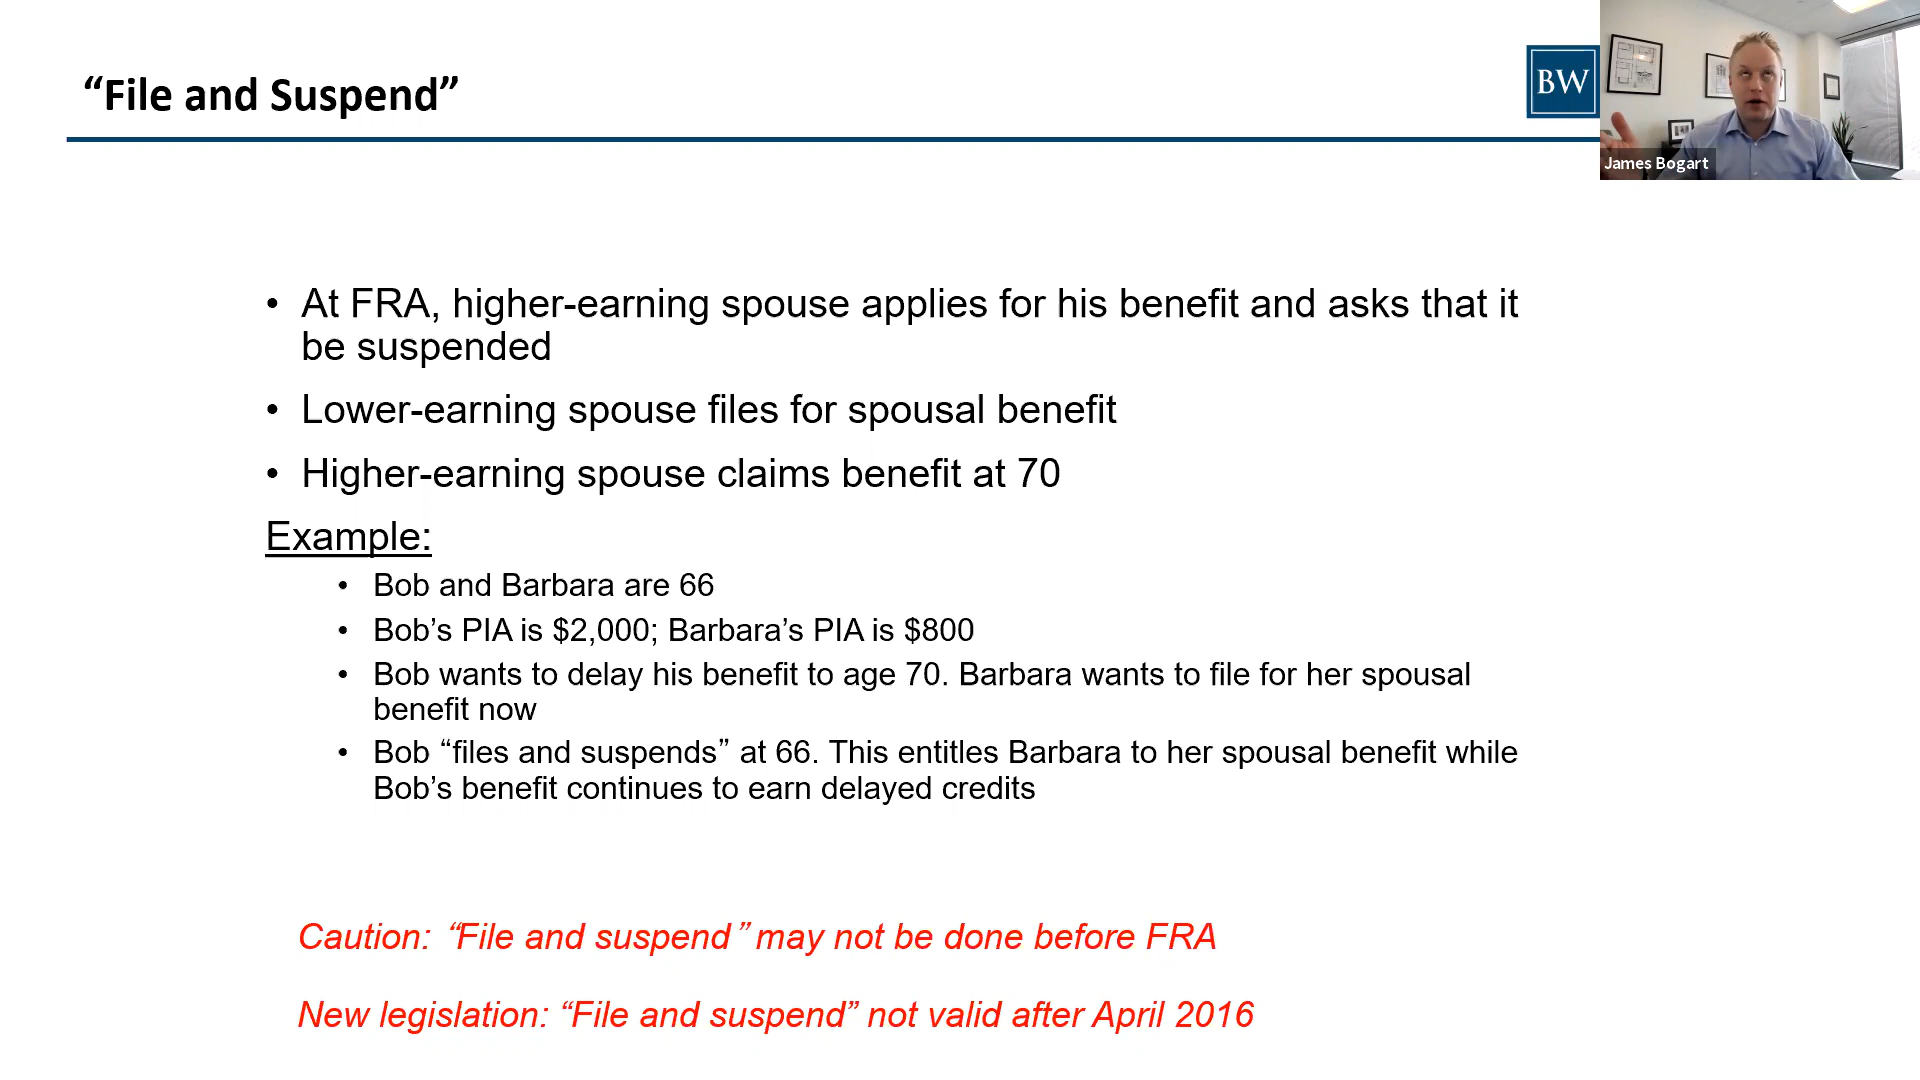 “File and Suspend”
BW
James Bogart
• At FRA, higher-earning spouse applies for his benefit and asks that it
be suspended
• Lower-earning spouse files for spousal benefit
• Higher-earning spouse claims benefit at 70
Example:
• Bob and Barbara are 66
• Bob’s PIA is $2,000; Barbara’s PIA is $800
• Bob wants to delay his benefit to age 70. Barbara wants to file for her spousal
benefit now
• Bob “files and suspends” at 66. This entitles Barbara to her spousal benefit while
Bob’s benefit continues to earn delayed credits
Caution: “File and suspend” may not be done before FRA
New legislation: “File and suspend” not valid after April 2016